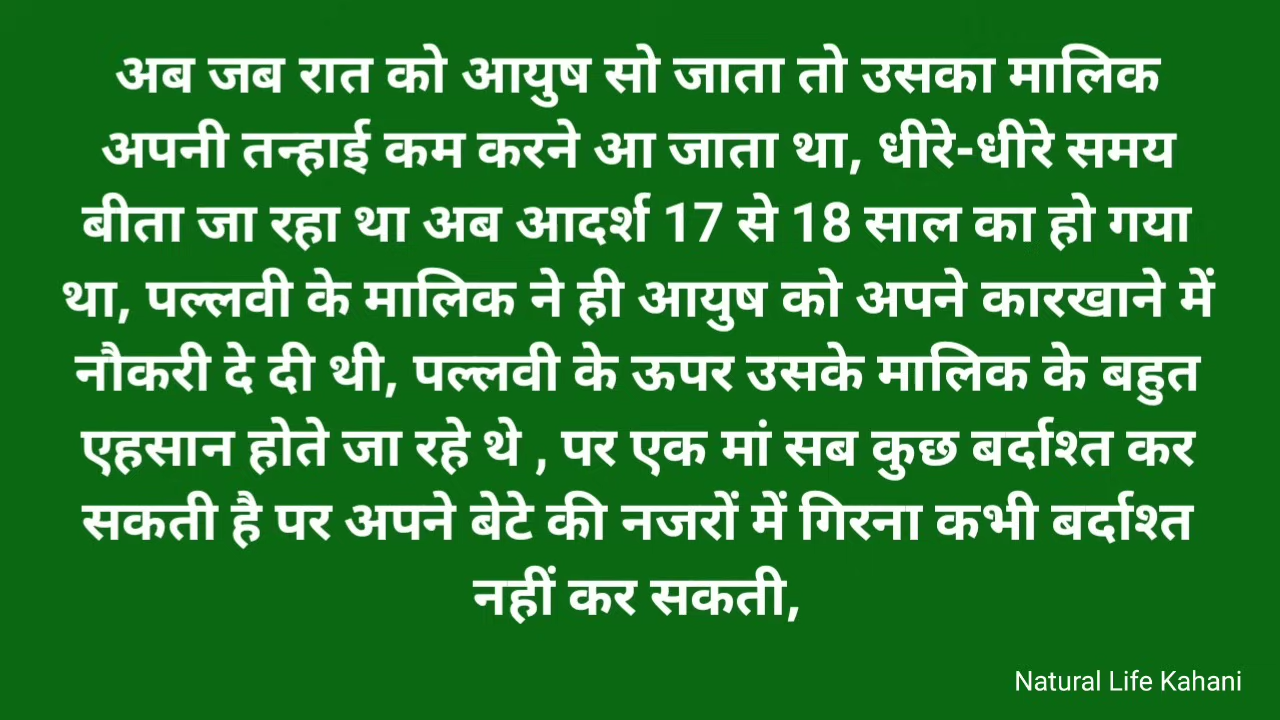 अब जब रात को आयुष सो जाता तो उसका मालिक
अपनी तन्हाई कम करने आ जाता था, धीरे-धीरे समय
बीता जा रहा था अब आदर्श 17 से 18 साल का हो गया
था, पल्लवी के मालिक ने ही आयुष को अपने कारखाने में
नौकरी दे दी थी, पल्लवी के ऊपर उसके मालिक के बहुत
एहसान होते जा रहे थे , पर एक मां सब कुछ बर्दाश्त कर
सकती है पर अपने बेटे की नजरों में गिरना कभी बर्दाश्त
नहीं कर सकती,
Natural Life Kahani